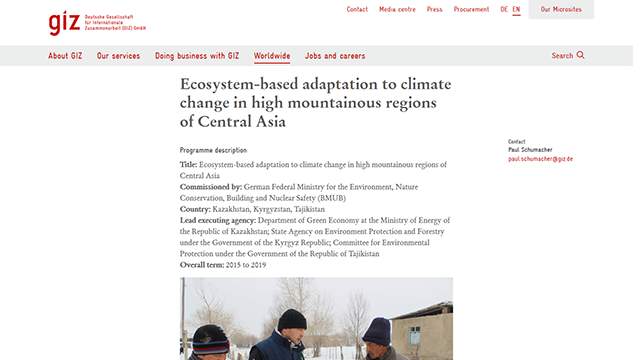 giz
Deutsche Gesellschaft
für Internationale
Zusammenarbeit (GIZ) GmbH
Contact
Media centre
Press
Procurement
DE EN
Our Microsites
About GIZ
Our services
Doing business with GIZ
Worldwide
Jobs and careers
Search
Ecosystem-based adaptation to climate
change in high mountainous regions
of Central Asia
Programme description
Title: Ecosystem-based adaptation to climate change in high mountainous regions of
Central Asia
Commissioned by: German Federal Ministry for the Environment, Nature
Conservation, Building and Nuclear Safety (BMUB)
Country: Kazakhstan, Kyrgyzstan, Tajikistan
Lead executing agency: Department of Green Economy at the Ministry of Energy of
the Republic of Kazakhstan; State Agency on Environment Protection and Forestry
under the Government of the Kyrgyz Republic; Committee for Environmental
Protection under the Government of the Republic of Tajikistan
Overall term: 2015 to 2019
Contact
Paul Schumacher
paul.schumacher@giz.de